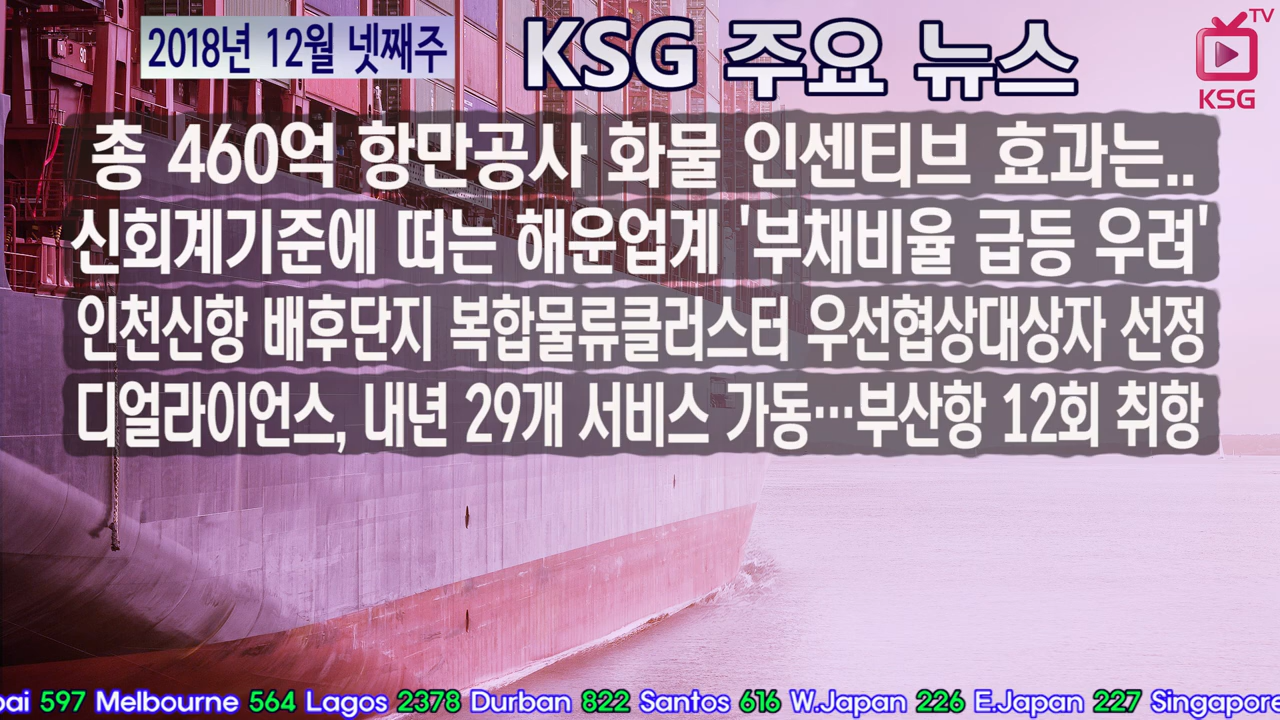 2018년 12월 넷째주
KSG 주요 뉴스
TV
KSG
총 460억 항만공사 화물 인센티브 효과는..
신회계기준에 떠는 해운업계 '부채비율 급등 우려'
인천신항 배후단지 복합물류클러스터 우선협상대상자 선정
디얼라이언스, 내년 29개 서비스 가동…부산항 12회 취항
597 Melbourne 564 Lagos 2378 Durban 822 Santos 616 W.Japan 226 E.Japan 227 Singapore